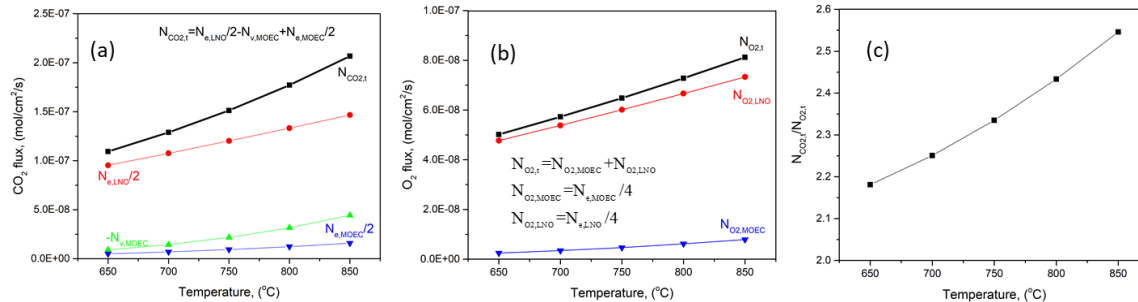 (a)
N_CO2,t=N_e,LNO/2-N_v,MOEC+N_e,MOEC/2
N_CO2,t
N_e,LNO/2
-N_v,MOEC
N_e,MOEC/2
CO₂ flux, (mol/cm²/s)
2.5E-07
2.0E-07
1.5E-07
1.0E-07
5.0E-08
0.0E+00
650 700 750 800 850
Temperature, (°C)
(b)
N_O2,t
N_O2,LNO
N_O2,t=N_O2,MOEC+N_O2,LNO
N_O2,MOEC=N_e,MOEC/4
N_O2,LNO=N_e,LNO/4
N_O2,MOEC
O₂ flux, (mol/cm²/s)
1.0E-07
8.0E-08
6.0E-08
4.0E-08
2.0E-08
0.0E+00
650 700 750 800 850
Temperature, (°C)
(c)
N_CO2,t/N_O2,t
2.6
2.5
2.4
2.3
2.2
2.1
2.0
650 700 750 800 850
Temperature, (°C)